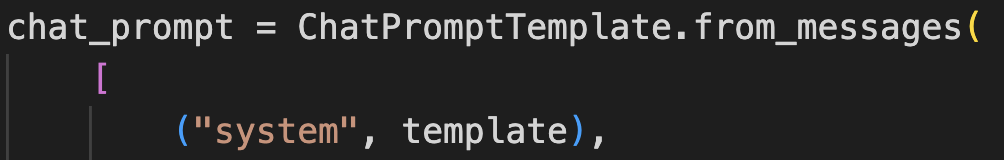 chat_prompt = ChatPromptTemplate.from_messages(
    [
        ("system", template),